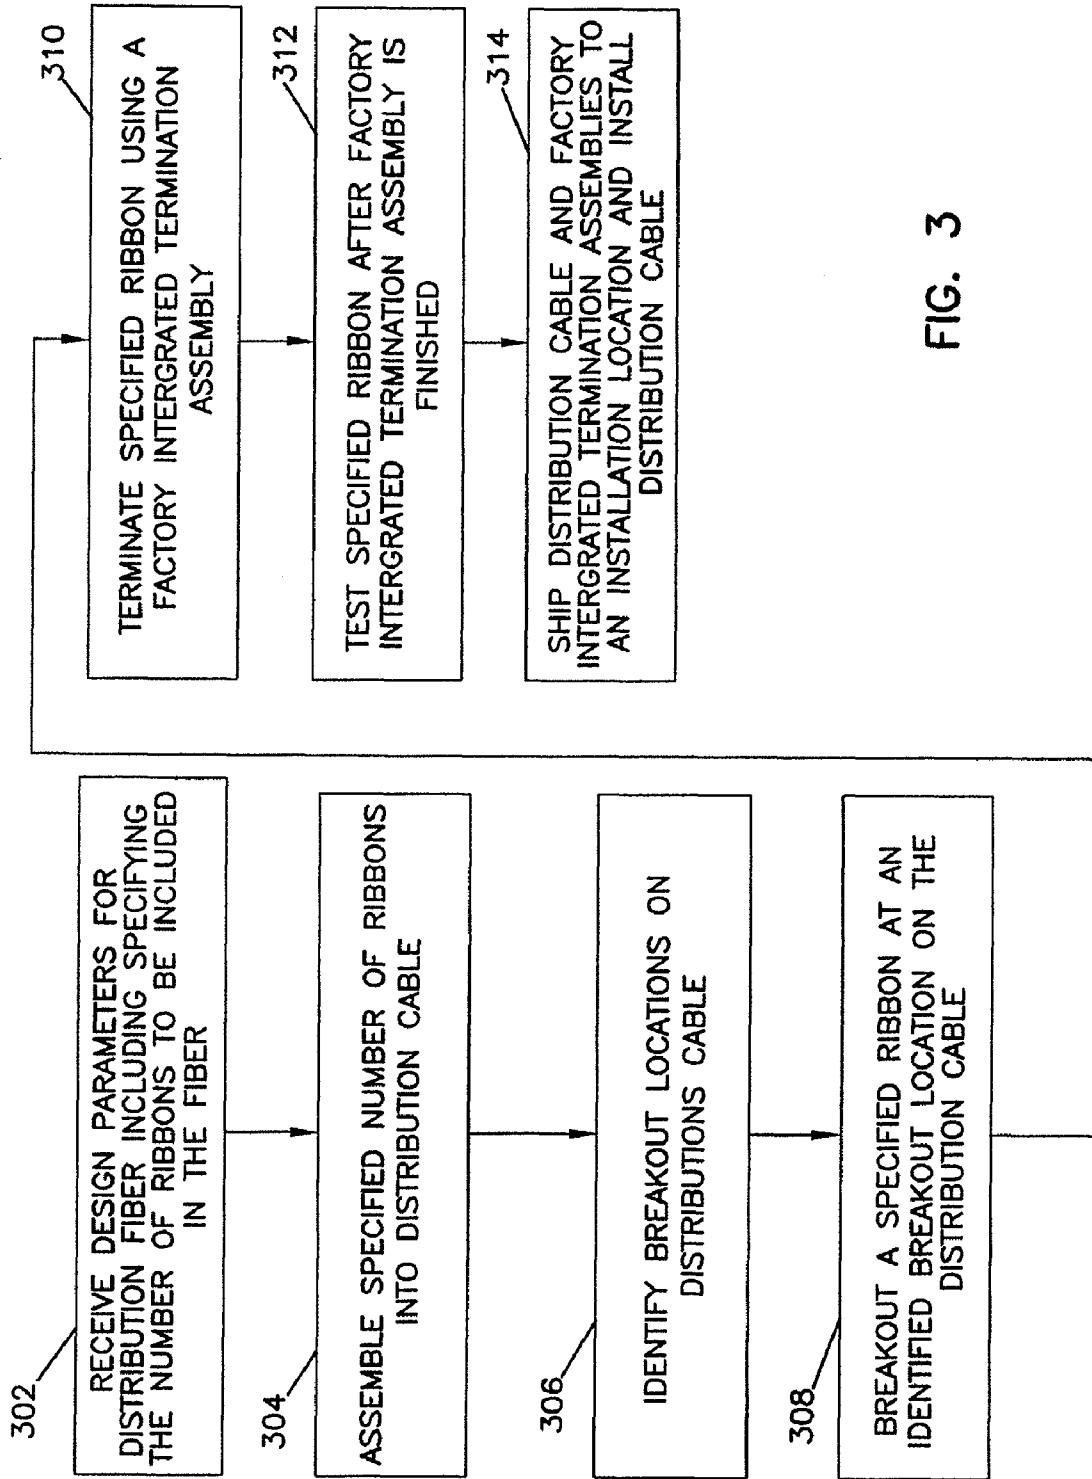 302
RECEIVE DESIGN PARAMETERS FOR
DISTRIBUTION FIBER INCLUDING SPECIFYING
THE NUMBER OF RIBBONS TO BE INCLUDED
IN THE FIBER
304
ASSEMBLE SPECIFIED NUMBER OF RIBBONS
INTO DISTRIBUTION CABLE
306
IDENTIFY BREAKOUT LOCATIONS ON
DISTRIBUTIONS CABLE
308
BREAKOUT A SPECIFIED RIBBON AT AN
IDENTIFIED BREAKOUT LOCATION ON THE
DISTRIBUTION CABLE
310
TERMINATE SPECIFIED RIBBON USING A
FACTORY INTERGRATED TERMINATION
ASSEMBLY
312
TEST SPECIFIED RIBBON AFTER FACTORY
INTERGRATED TERMINATION ASSEMBLY IS
FINISHED
314
SHIP DISTRIBUTION CABLE AND FACTORY
INTERGRATED TERMINATION ASSEMBLIES TO
AN INSTALLATION LOCATION AND INSTALL
DISTRIBUTION CABLE
FIG. 3